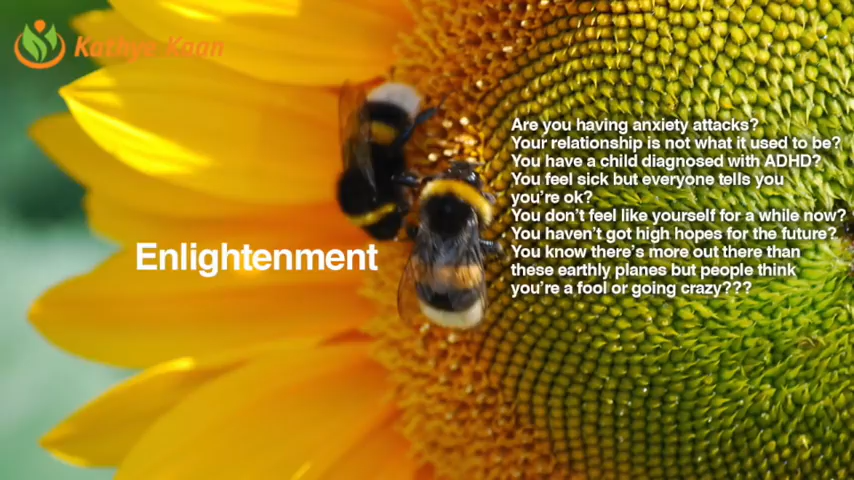 Kathye Kaan
Enlightenment
Are you having anxiety attacks?
Your relationship is not what it used to be?
You have a child diagnosed with ADHD?
You feel sick but everyone tells you
you're ok?
You don't feel like yourself for a while now?
You haven't got high hopes for the future?
You know there's more out there than
these earthly planes but people think
you're a fool or going crazy???